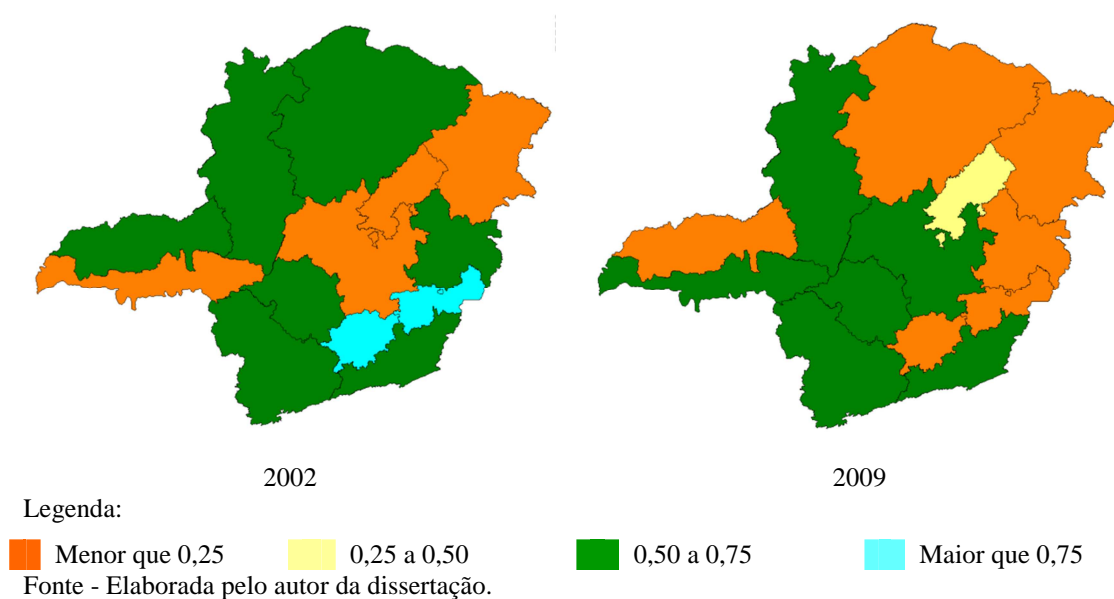 2002 2009
Legenda:
Menor que 0,25 0,25 a 0,50 0,50 a 0,75 Maior que 0,75
Fonte - Elaborada pelo autor da dissertação.